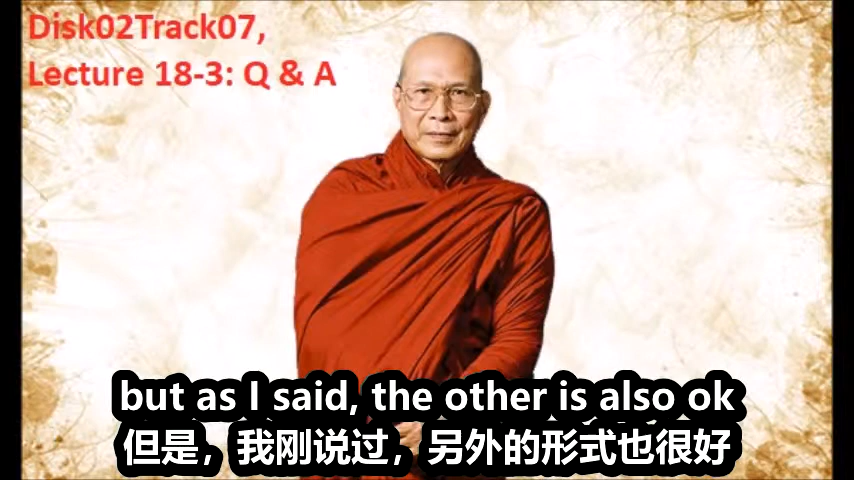 Disk02Track07,
Lecture 18-3: Q & A
but as I said, the other is also ok
但是，我刚说过，另外的形式也很好